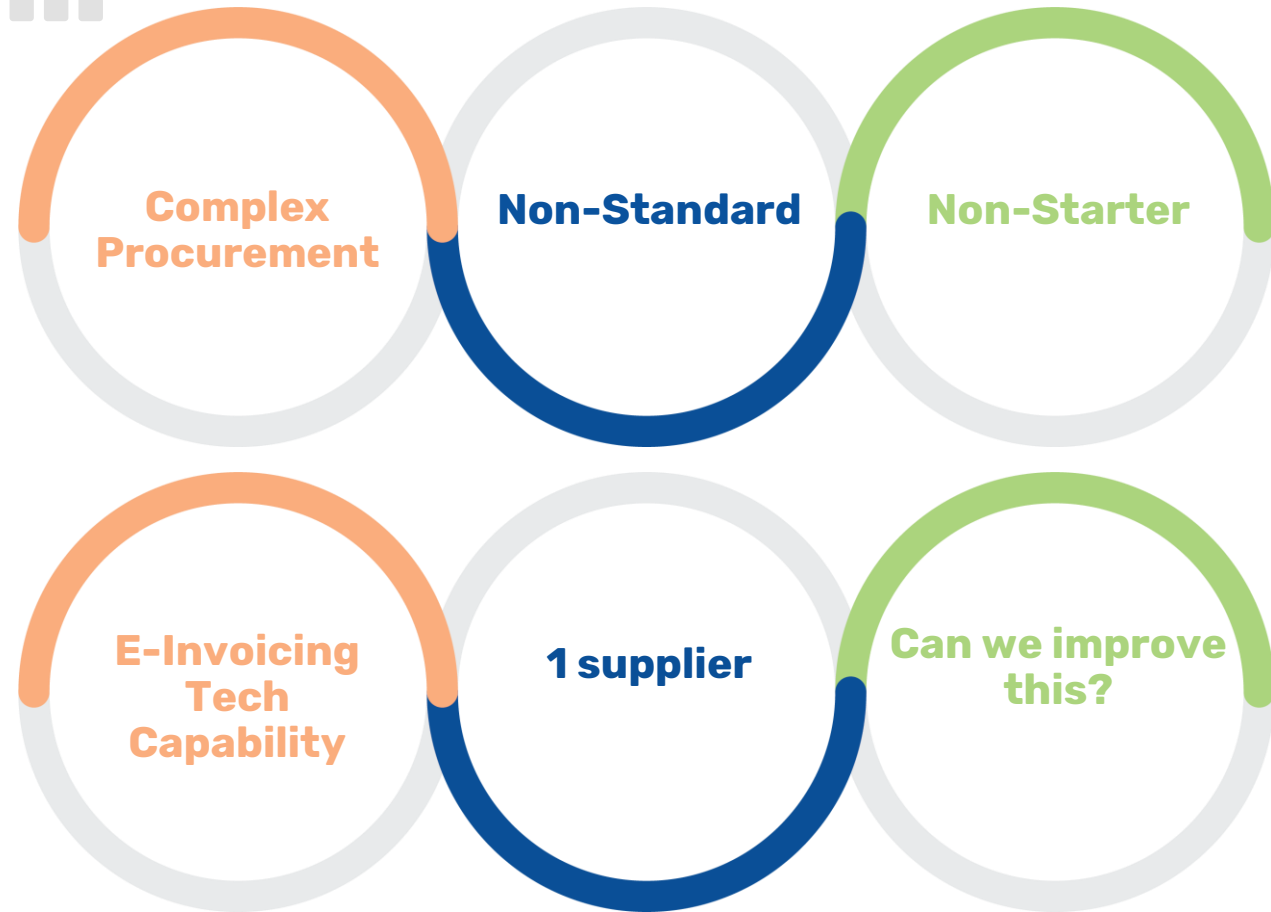 Complex
Procurement
Non-Standard
Non-Starter
E-Invoicing
Tech
Capability
1 supplier
Can we improve
this?